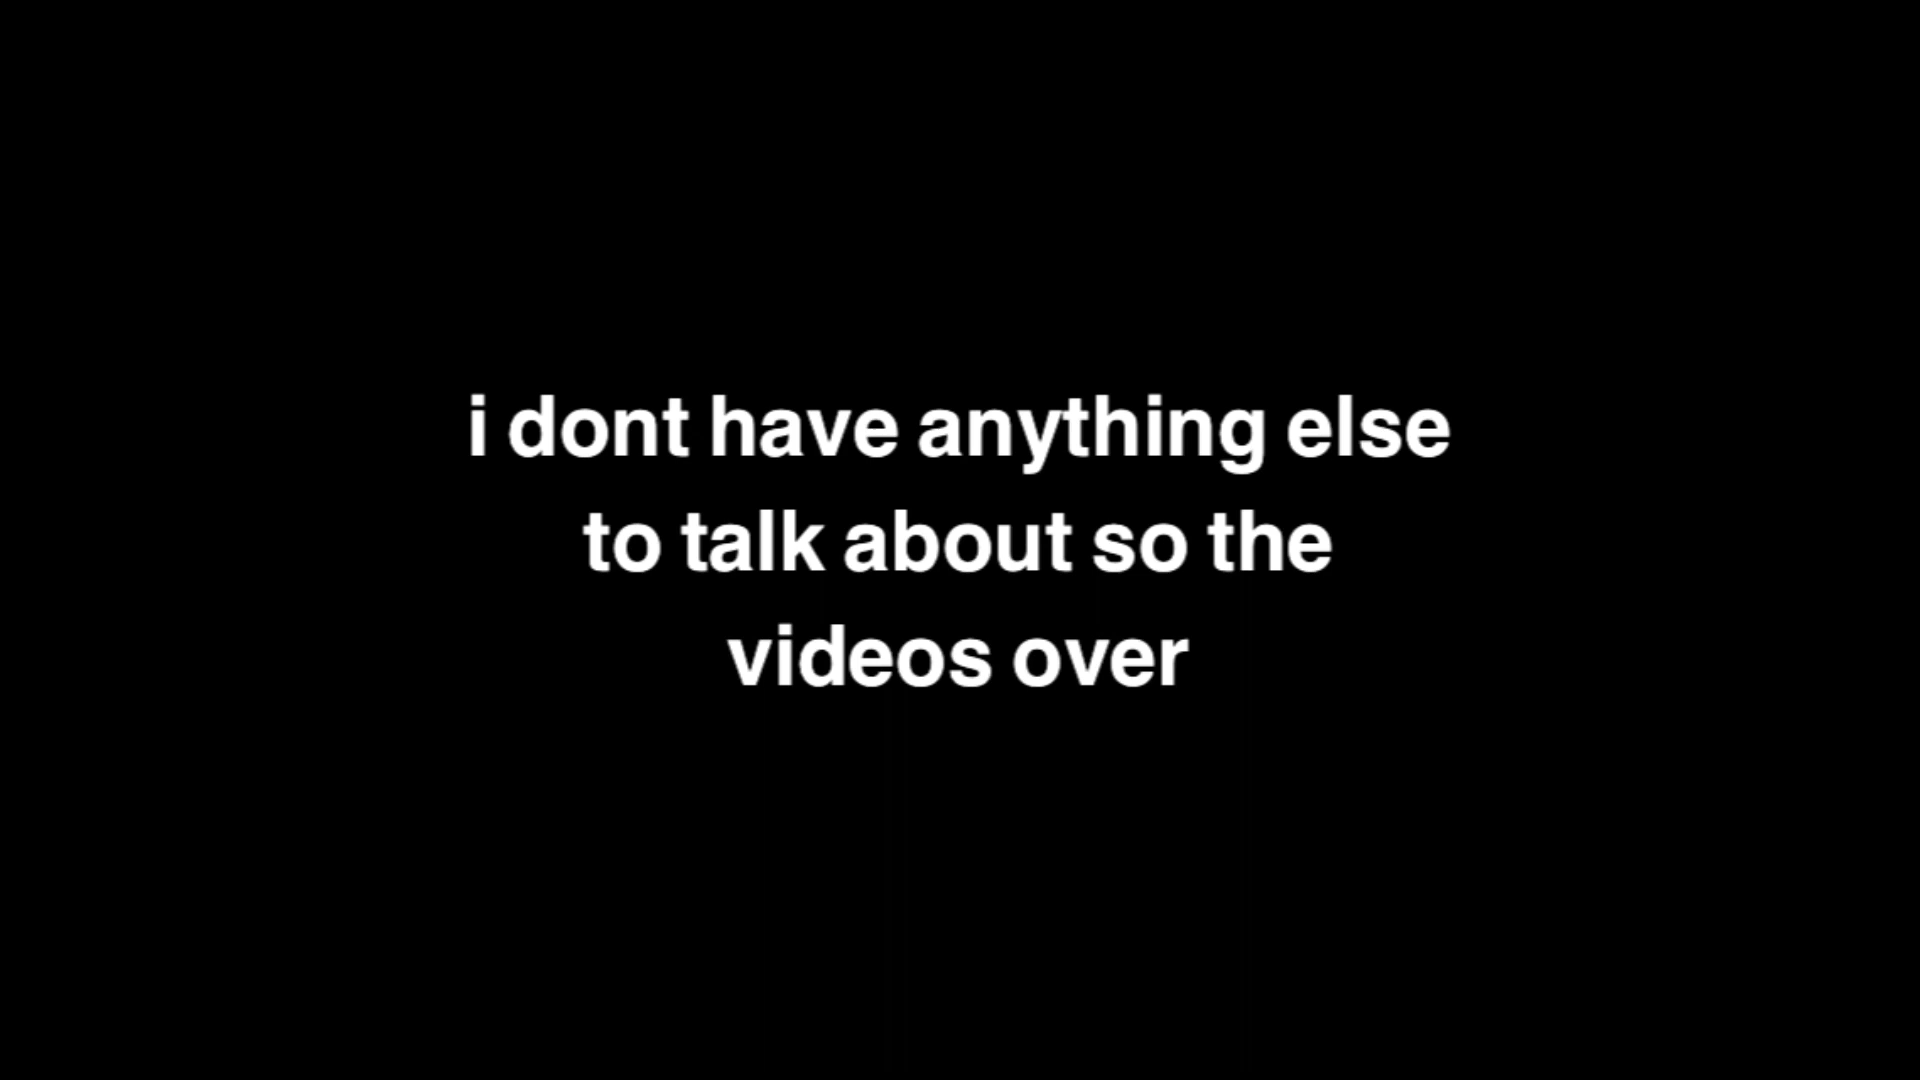 i dont have anything else
to talk about so the
videos over